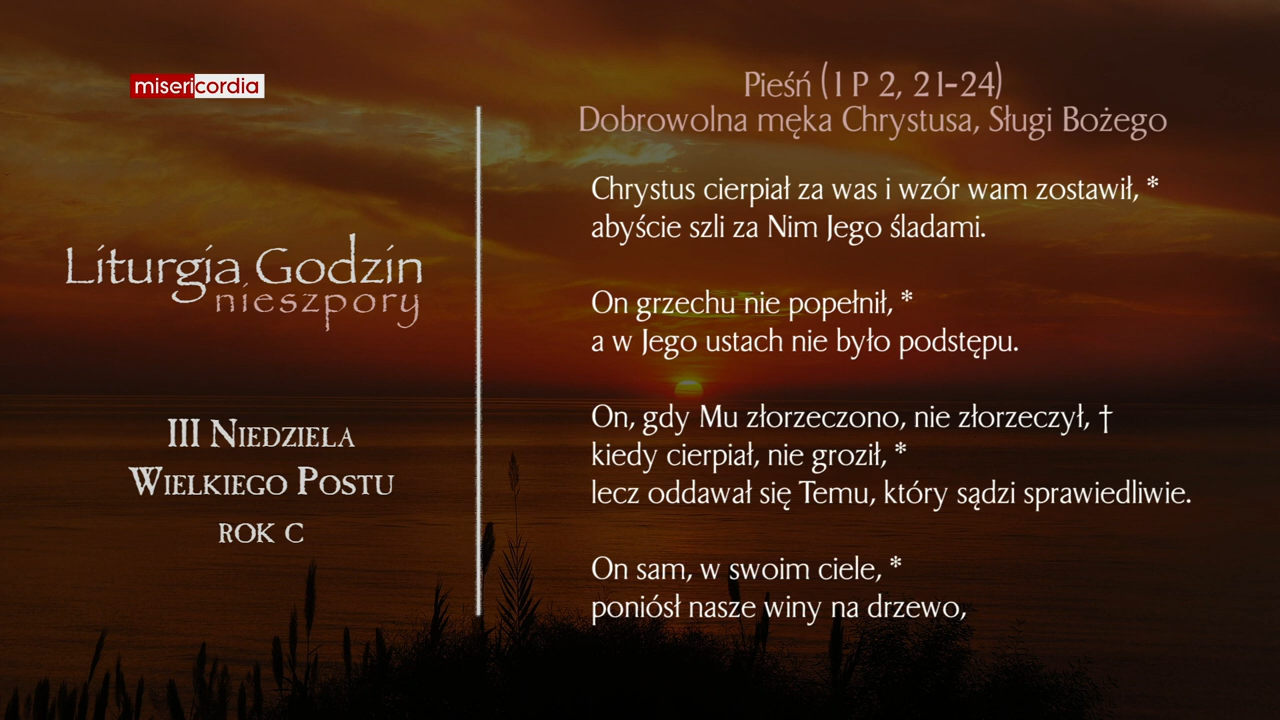 misericordia
Liturgia Godzin
nieszpory
III Niedziela
Wielkiego Postu
rok C
Pieśń (1 P 2, 21-24)
Dobrowolna męka Chrystusa, Sługi Bożego
Chrystus cierpiał za was i wzór wam zostawił, *
abyście szli za Nim Jego śladami.
On grzechu nie popełnił, *
a w Jego ustach nie było podstępu.
On, gdy Mu złorzeczono, nie złorzeczył, †
kiedy cierpiał, nie groził, *
lecz oddawał się Temu, który sądzi sprawiedliwie.
On sam, w swoim ciele, *
poniósł nasze winy na drzewo,